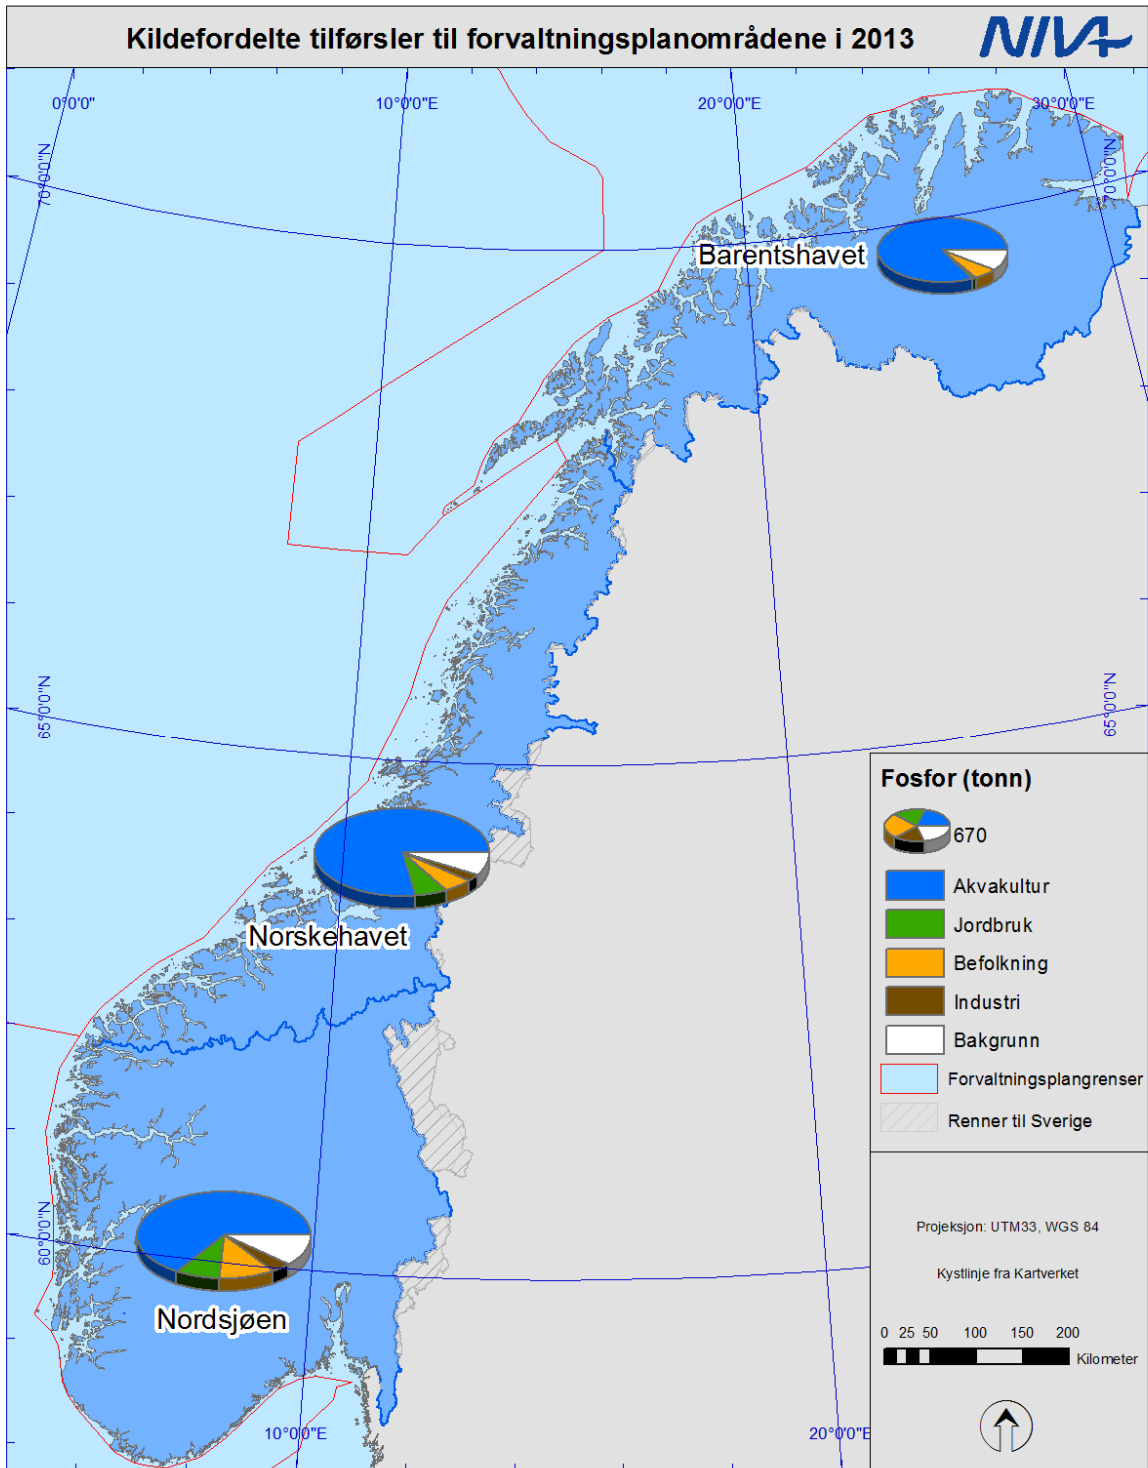 Kildefordelte tilførsler til forvaltningsplanområdene i 2013
NIVA
0°0'0"
10°0'0"E
20°0'0"E
30°0'0"E
70°0'0"N
70°0'0"N
Barentshavet
65°0'0"N
65°0'0"N
Norskehavet
60°0'0"N
Nordsjøen
10°0'0"E
20°0'0"E
Fosfor (tonn)
670
Akvakultur
Jordbruk
Befolkning
Industri
Bakgrunn
Forvaltningsplangrenser
Renner til Sverige
Projeksjon: UTM33, WGS 84
Kystlinje fra Kartverket
0 25 50 100 150 200
Kilometer